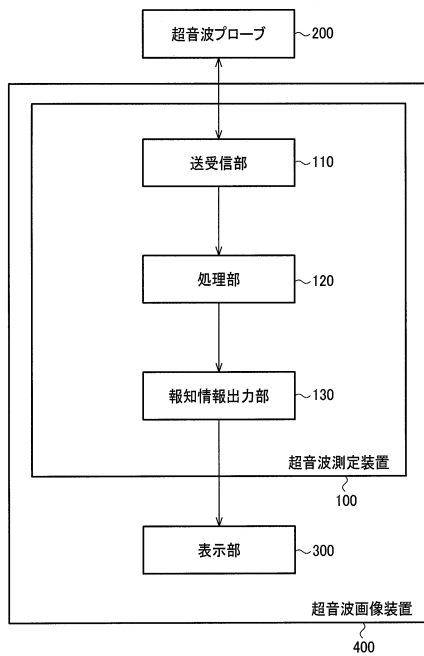 超音波プローブ
200
送受信部
110
処理部
120
報知情報出力部
130
超音波測定装置
100
表示部
300
超音波画像装置
400